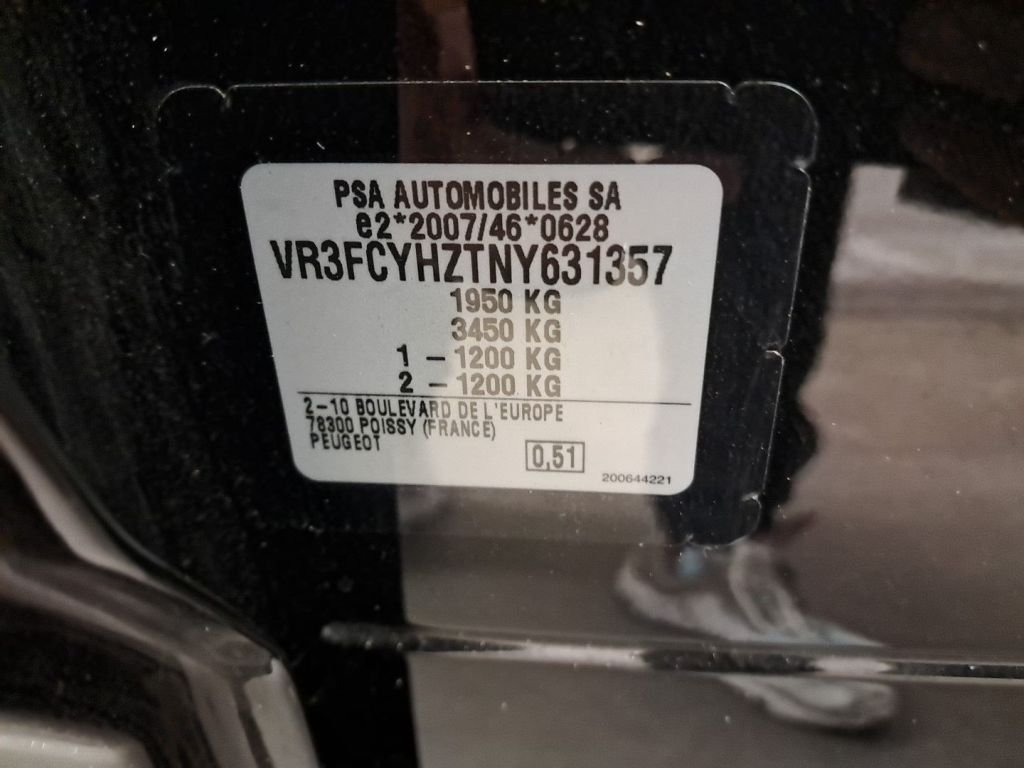 PSA AUTOMOBILES SA
e2*2007/46*0628
VR3FCYHZTNY631357
1950 KG
3450 KG
1 - 1200 KG
2 - 1200 KG
2-10 BOULEVARD DE L'EUROPE
78300 POISSY (FRANCE)
PEUGEOT
0,51
200644221